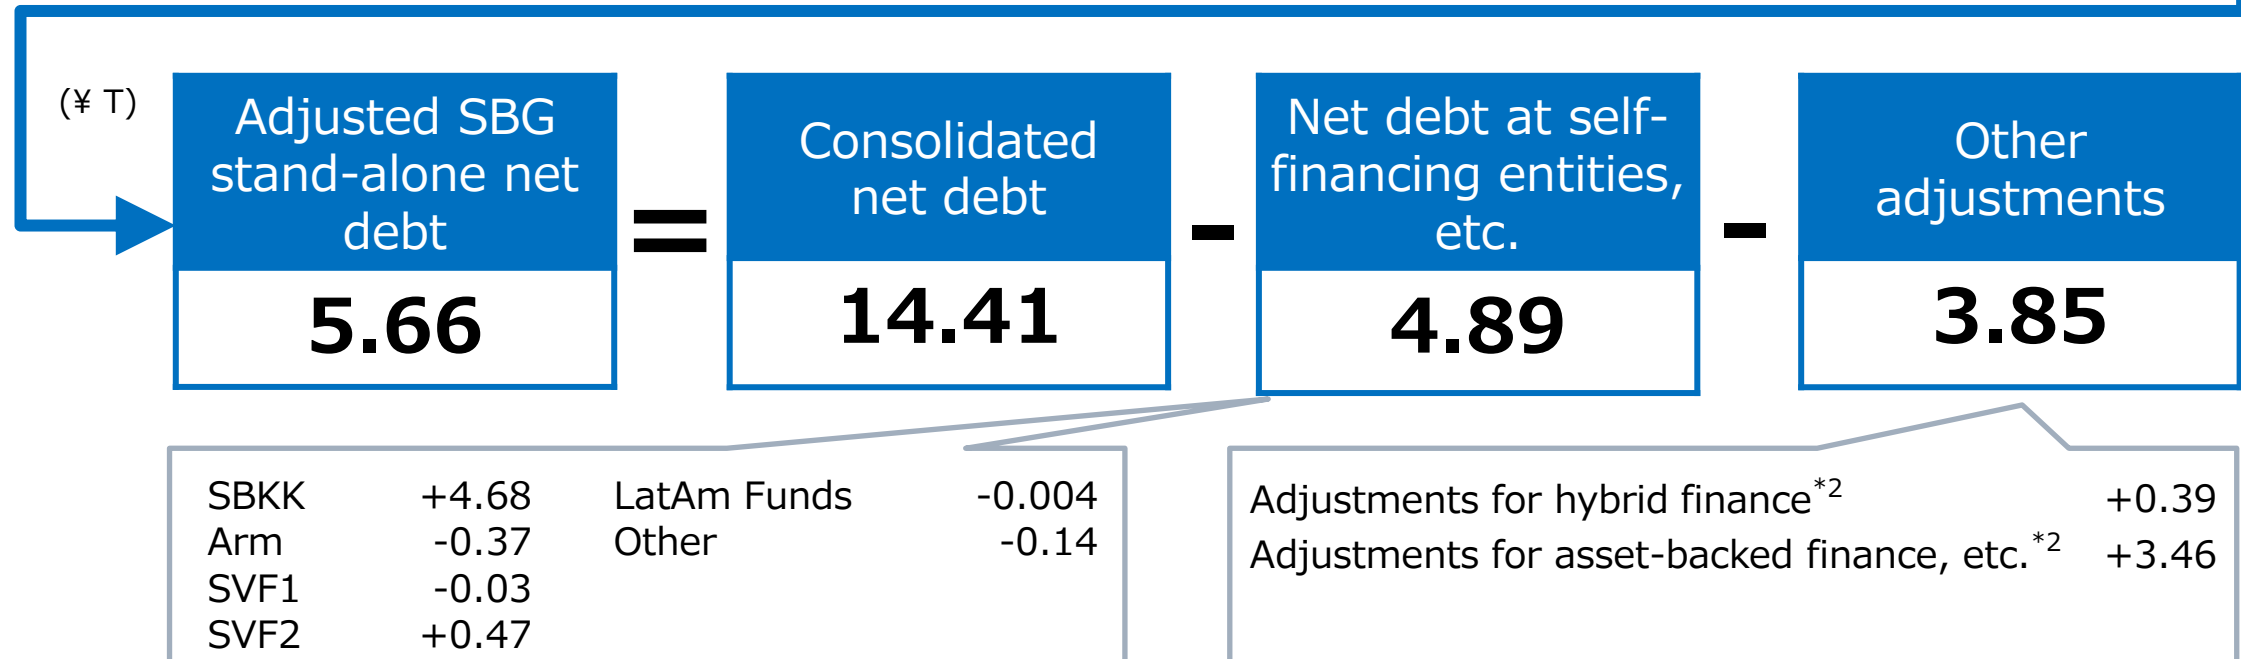 (¥ T)
Adjusted SBG
stand-alone net
debt
5.66
=
Consolidated
net debt
14.41
-
Net debt at self-
financing entities,
etc.
4.89
-
Other
adjustments
3.85
SBKK +4.68 LatAm Funds -0.004
Arm -0.37 Other -0.14
SVF1 -0.03
SVF2 +0.47
Adjustments for hybrid finance*2 +0.39
Adjustments for asset-backed finance, etc.*2 +3.46